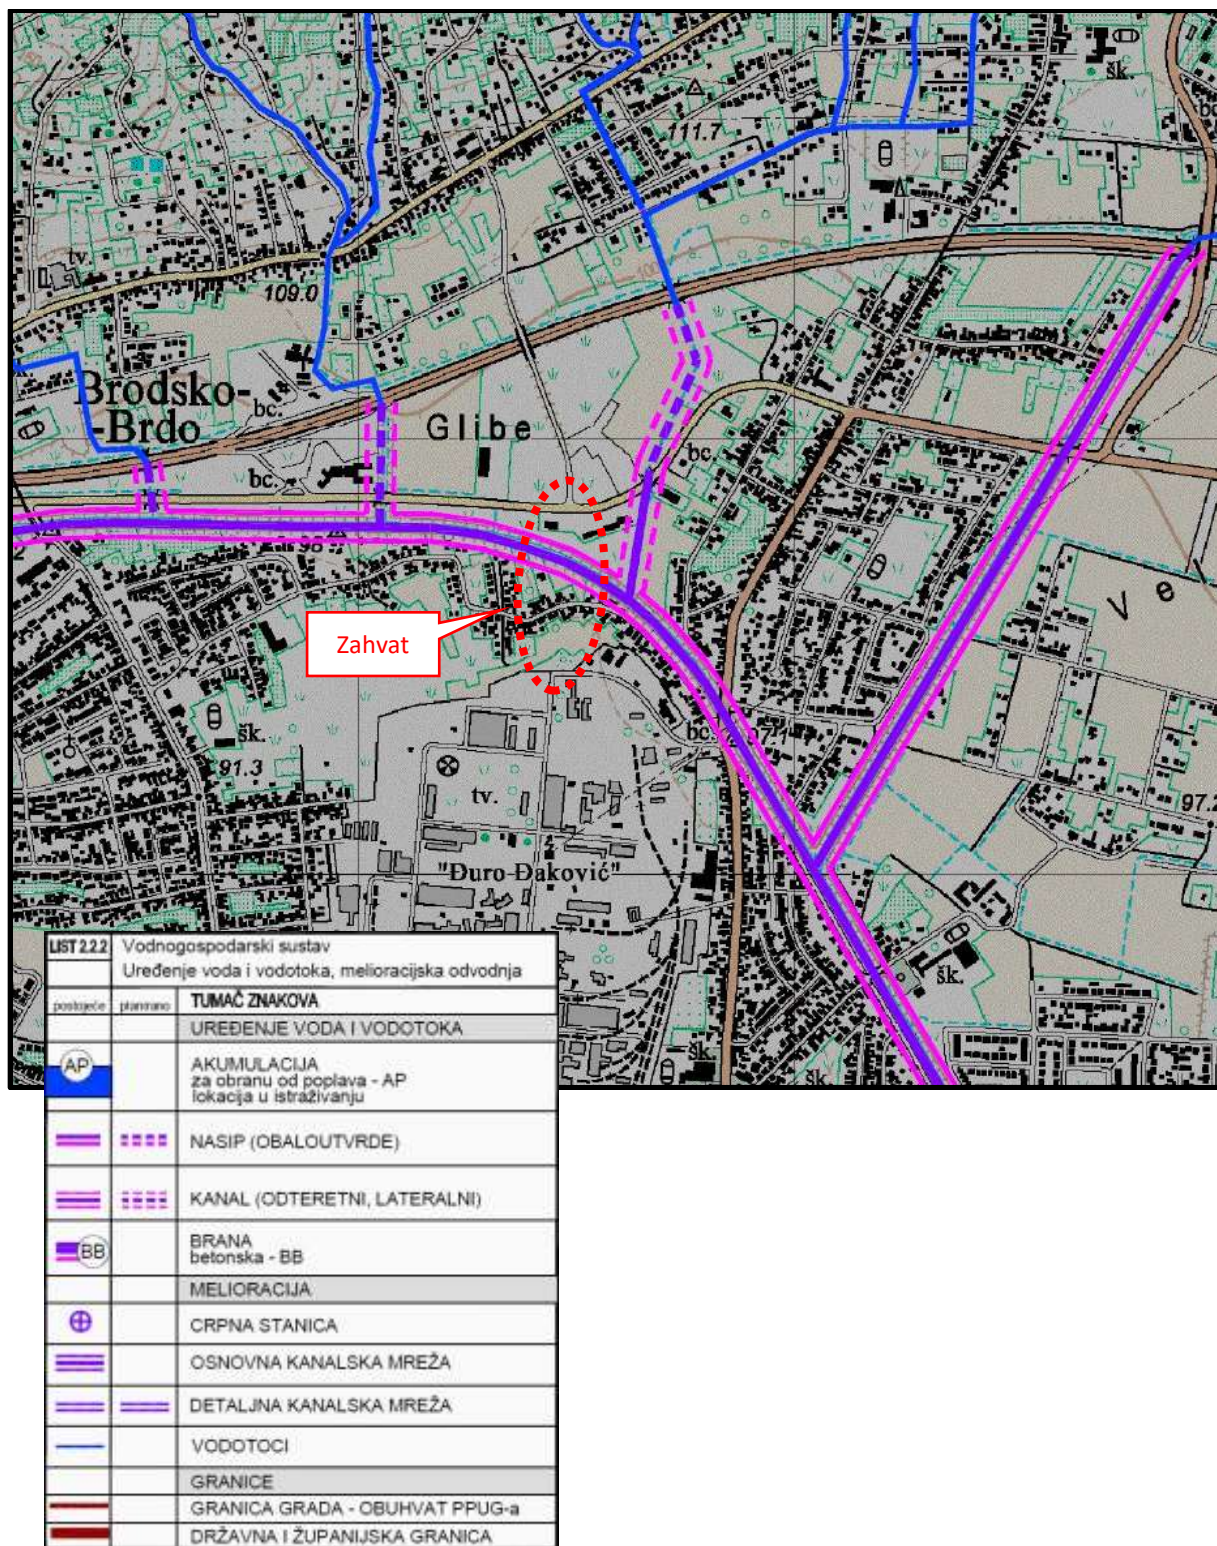 šk.
111.7
tv.
109.0
100
Brodsko-
-Brdo
bc.
Glibe
bc.
bc.
98
V e
Zahvat
šk.
bc.
91.3
tv.
97.2
"Đuro Đaković"
šk.
šk.
šk.
LIST 2.2.2 Vodnogospodarski sustav
Uređenje voda i vodotoka, melioracijska odvodnja
postojeće planirano TUMAČ ZNAKOVA
UREĐENJE VODA I VODOTOKA
AP AKUMULACIJA
za obranu od poplava - AP
lokacija u istraživanju
NASIP (OBALOUTVRDE)
KANAL (ODTERETNI, LATERALNI)
BB BRANA
betonska - BB
MELIORACIJA
CRPNA STANICA
OSNOVNA KANALSKA MREŽA
DETALJNA KANALSKA MREŽA
VODOTOCI
GRANICE
GRANICA GRADA - OBUHVAT PPUG-a
DRŽAVNA I ŽUPANIJSKA GRANICA